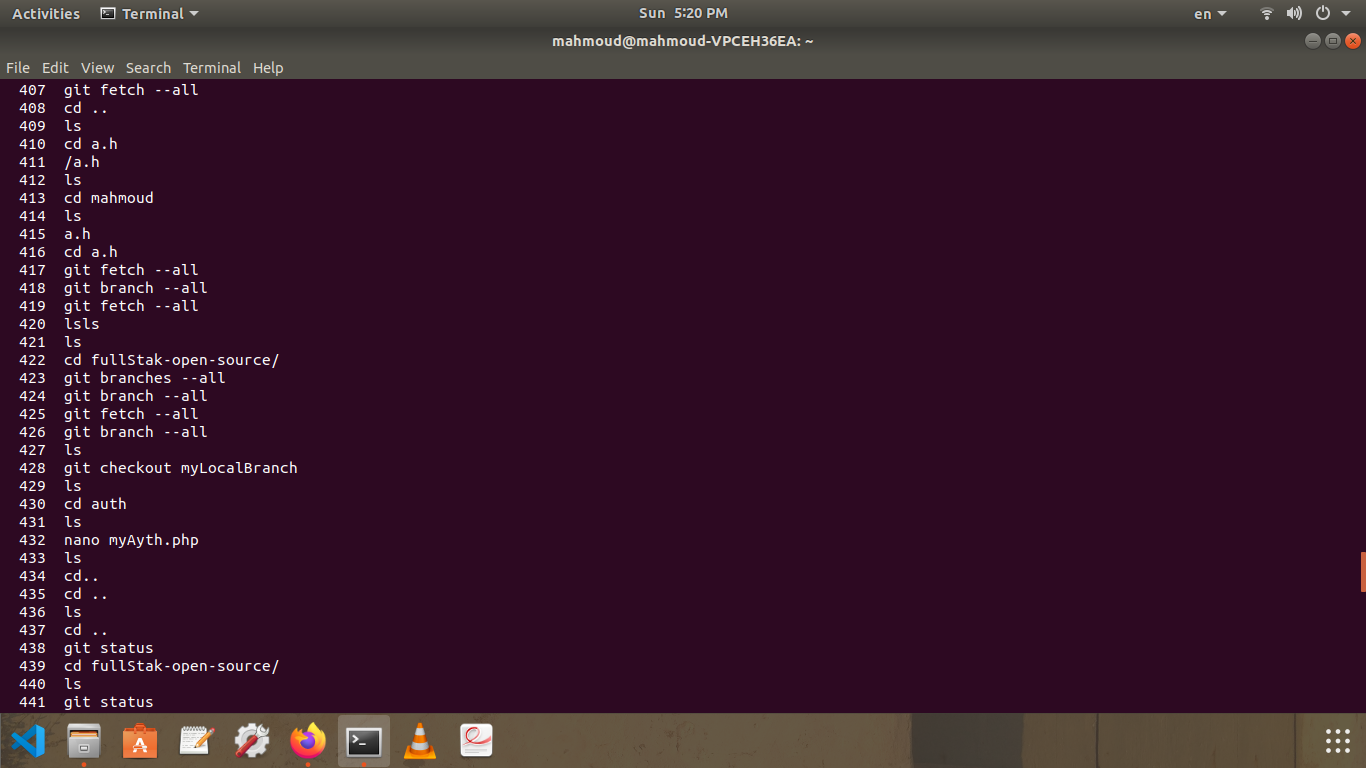 Activities Terminal Sun 5:20 PM en
mahmoud@mahmoud-VPCEH36EA: ~
File Edit View Search Terminal Help
407 git fetch --all
408 cd ..
409 ls
410 cd a.h
411 /a.h
412 ls
413 cd mahmoud
414 ls
415 a.h
416 cd a.h
417 git fetch --all
418 git branch --all
419 git fetch --all
420 lsls
421 ls
422 cd fullStak-open-source/
423 git branches --all
424 git branch --all
425 git fetch --all
426 git branch --all
427 ls
428 git checkout myLocalBranch
429 ls
430 cd auth
431 ls
432 nano myAyth.php
433 ls
434 cd..
435 cd ..
436 ls
437 cd ..
438 git status
439 cd fullStak-open-source/
440 ls
441 git status